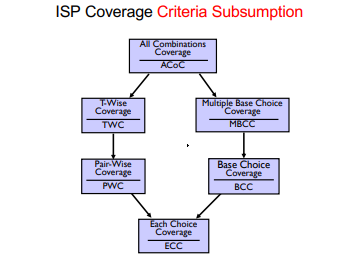 ISP Coverage Criteria Subsumption
All Combinations
Coverage
ACoC
T-Wise
Coverage
TWC
Multiple Base Choice
Coverage
MBCC
Pair-Wise
Coverage
PWC
Base Choice
Coverage
BCC
Each Choice
Coverage
ECC